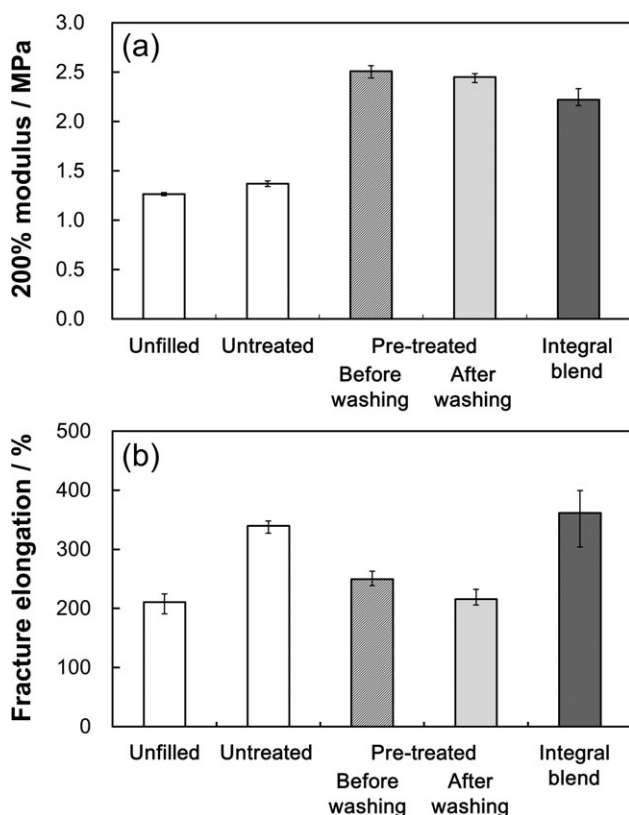 (a)
200% modulus / MPa
3.0
2.5
2.0
1.5
1.0
0.5
0.0
Unfilled Untreated Pre-treated Integral
Before After blend
washing washing
(b)
Fracture elongation / %
500
400
300
200
100
0
Unfilled Untreated Pre-treated Integral
Before After blend
washing washing